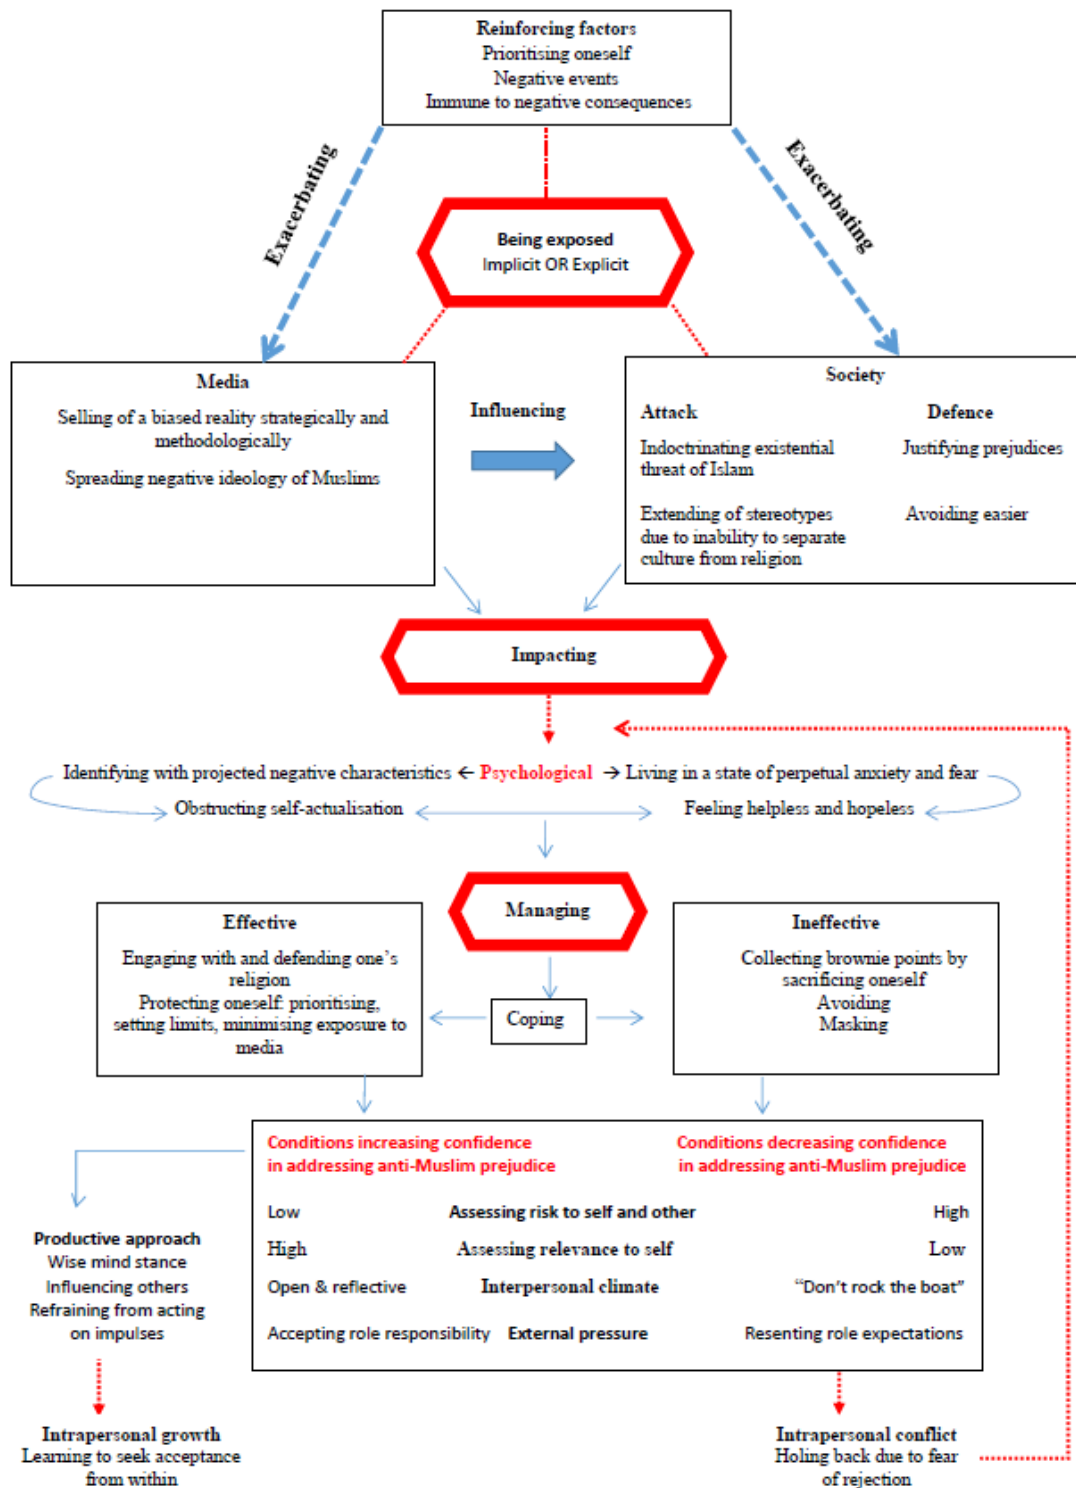 Reinforcing factors
Prioritising oneself
Negative events
Immune to negative consequences
Exacerbating
Exacerbating
Being exposed
Implicit OR Explicit
Media
Selling of a biased reality strategically and
methodologically
Spreading negative ideology of Muslims
Influencing
Society
Attack
Defence
Indoctrinating existential
threat of Islam
Justifying prejudices
Extending of stereotypes
due to inability to separate
culture from religion
Avoiding easier
Impacting
Identifying with projected negative characteristics ← Psychological → Living in a state of perpetual anxiety and fear
Obstructing self-actualisation
Feeling helpless and hopeless
Managing
Effective
Engaging with and defending one's
religion
Protecting oneself: prioritising,
setting limits, minimising exposure to
media
Coping
Ineffective
Collecting brownie points by
sacrificing oneself
Avoiding
Masking
Conditions increasing confidence
in addressing anti-Muslim prejudice
Conditions decreasing confidence
in addressing anti-Muslim prejudice
Low Assessing risk to self and other High
High Assessing relevance to self Low
Open & reflective Interpersonal climate "Don't rock the boat"
Accepting role responsibility External pressure Resenting role expectations
Productive approach
Wise mind stance
Influencing others
Refraining from acting
on impulses
Intrapersonal growth
Learning to seek acceptance
from within
Intrapersonal conflict
Holing back due to fear
of rejection